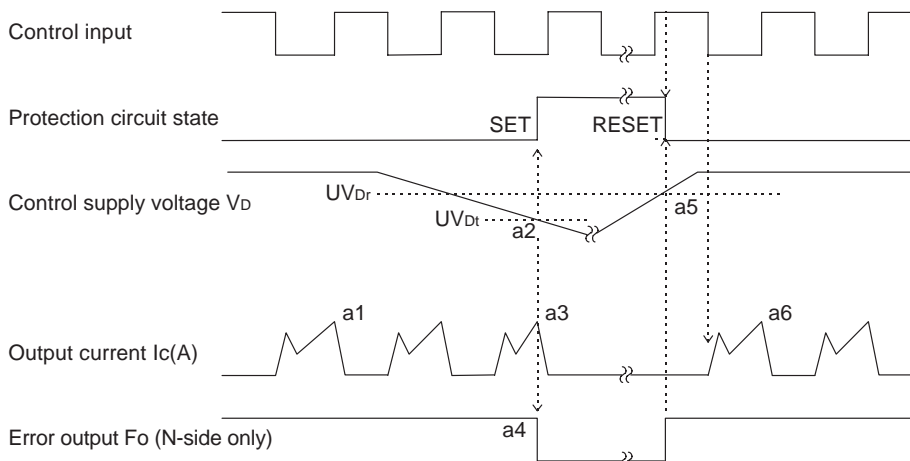 Control input
Protection circuit state
SET
RESET
Control supply voltage VD
UVDr
UVDt
a2
a5
a1
a3
a6
Output current Ic(A)
a4
Error output Fo (N-side only)